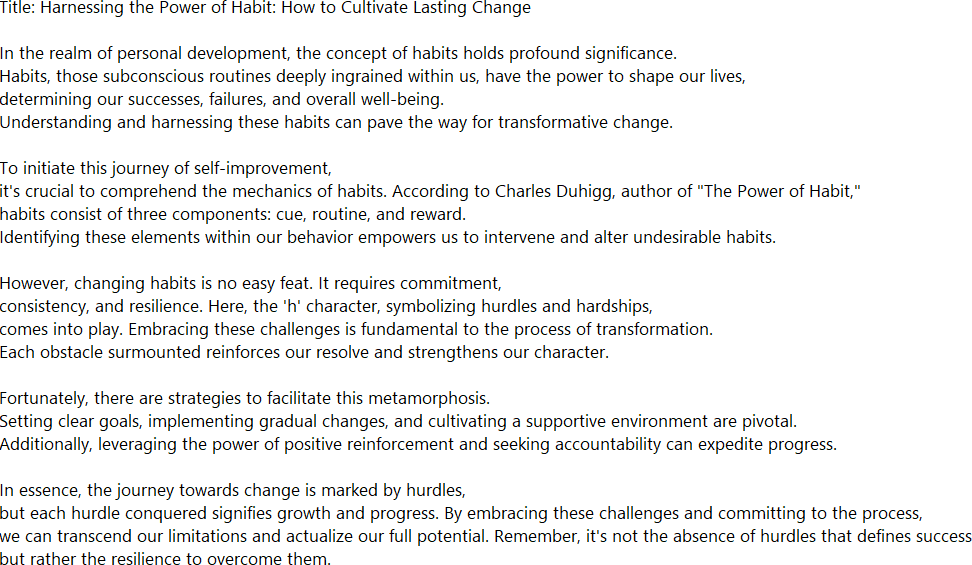 Title: Harnessing the Power of Habit: How to Cultivate Lasting Change
In the realm of personal development, the concept of habits holds profound significance.
Habits, those subconscious routines deeply ingrained within us, have the power to shape our lives,
determining our successes, failures, and overall well-being.
Understanding and harnessing these habits can pave the way for transformative change.
To initiate this journey of self-improvement,
it's crucial to comprehend the mechanics of habits. According to Charles Duhigg, author of "The Power of Habit,"
habits consist of three components: cue, routine, and reward.
Identifying these elements within our behavior empowers us to intervene and alter undesirable habits.
However, changing habits is no easy feat. It requires commitment,
consistency, and resilience. Here, the 'h' character, symbolizing hurdles and hardships,
comes into play. Embracing these challenges is fundamental to the process of transformation.
Each obstacle surmounted reinforces our resolve and strengthens our character.
Fortunately, there are strategies to facilitate this metamorphosis.
Setting clear goals, implementing gradual changes, and cultivating a supportive environment are pivotal.
Additionally, leveraging the power of positive reinforcement and seeking accountability can expedite progress.
In essence, the journey towards change is marked by hurdles,
but each hurdle conquered signifies growth and progress. By embracing these challenges and committing to the process,
we can transcend our limitations and actualize our full potential. Remember, it's not the absence of hurdles that defines success
but rather the resilience to overcome them.